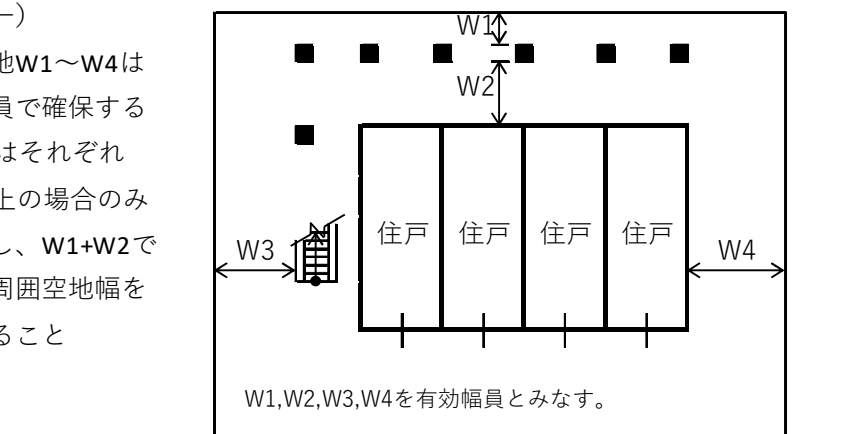 ー)
地W1～W4は
員で確保する
はそれぞれ
上の場合のみ
し、W1+W2で
周囲空地幅を
ること
W1
W2
住戸 住戸 住戸 住戸
W3
W4
W1,W2,W3,W4を有効幅員とみなす。